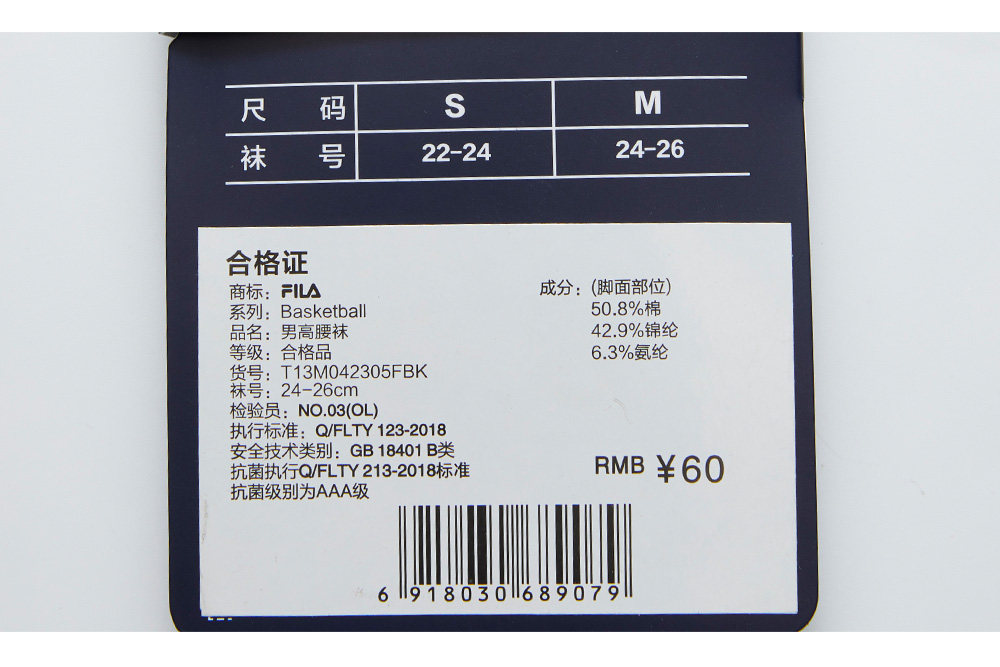 尺 码 S M
袜 号 22-24 24-26
合格证
商标：FILA
系列：Basketball
品名：男高腰袜
等级：合格品
货号：T13M042305FBK
袜号：24-26cm
检验员：NO.03(OL)
执行标准：Q/FLTY 123-2018
安全技术类别：GB 18401 B类
抗菌执行Q/FLTY 213-2018标准
抗菌级别为AAA级
成分：(脚面部位)
50.8%棉
42.9%锦纶
6.3%氨纶
RMB ¥60
6 918030 689079